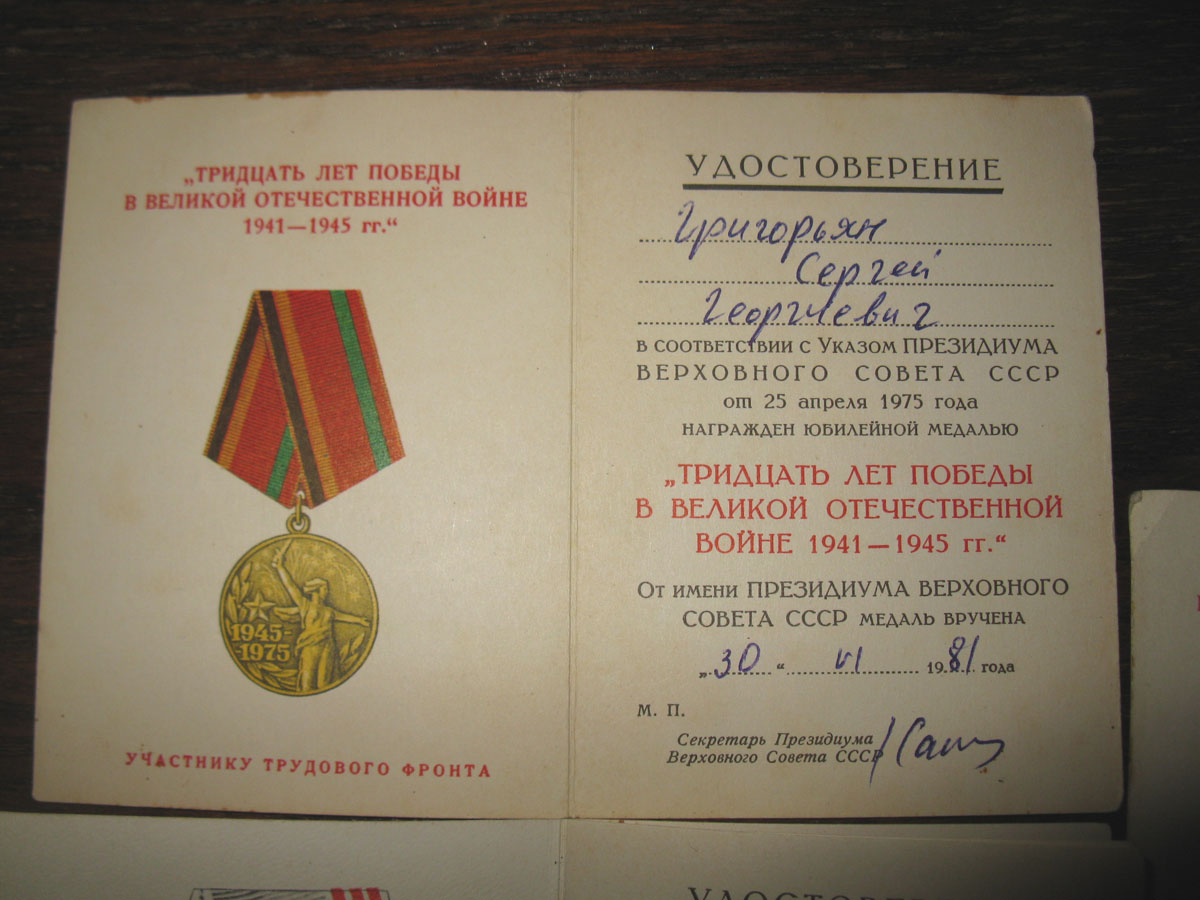 „ТРИДЦАТЬ ЛЕТ ПОБЕДЫ
В ВЕЛИКОЙ ОТЕЧЕСТВЕННОЙ ВОЙНЕ
1941—1945 гг.“
1945-
-1975
УЧАСТНИКУ ТРУДОВОГО ФРОНТА
УДОСТОВЕРЕНИЕ
Григорьян
Сергей
Георгиевич
в соответствии с Указом ПРЕЗИДИУМА
ВЕРХОВНОГО СОВЕТА СССР
от 25 апреля 1975 года
НАГРАЖДЕН ЮБИЛЕЙНОЙ МЕДАЛЬЮ
„ТРИДЦАТЬ ЛЕТ ПОБЕДЫ
В ВЕЛИКОЙ ОТЕЧЕСТВЕННОЙ
ВОЙНЕ 1941—1945 гг.“
От имени ПРЕЗИДИУМА ВЕРХОВНОГО
СОВЕТА СССР МЕДАЛЬ ВРУЧЕНА
„30“ VI 1981 года
М. П.
Секретарь Президиума
Верховного Совета СССР
УДОСТОВЕРЕНИЕ